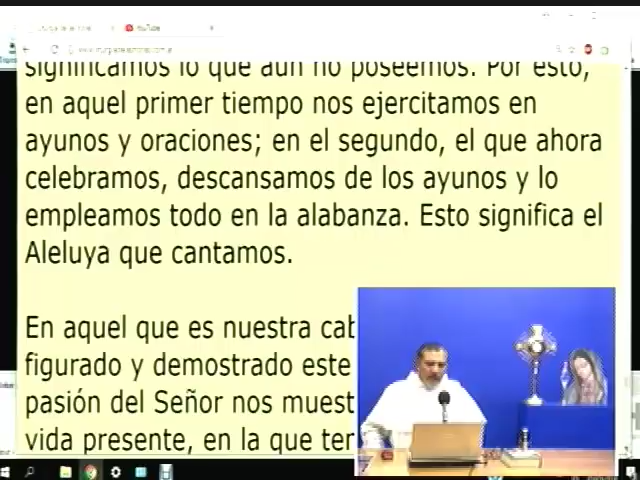 YouTube
significamos lo que aún no poseemos. Por esto,
en aquel primer tiempo nos ejercitamos en
ayunos y oraciones; en el segundo, el que ahora
celebramos, descansamos de los ayunos y lo
empleamos todo en la alabanza. Esto significa el
Aleluya que cantamos.
En aquel que es nuestra cab
figurado y demostrado este
pasión del Señor nos muest
vida presente, en la que ter